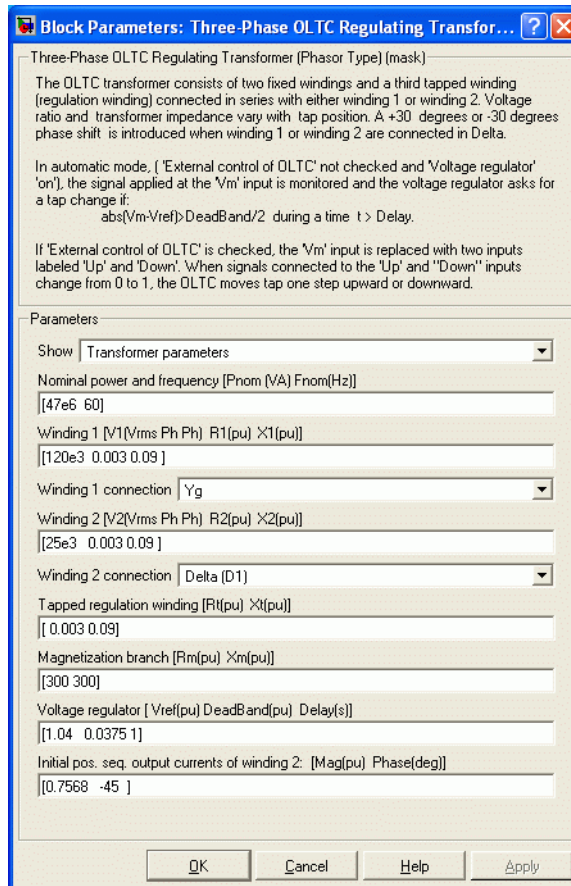 Block Parameters: Three-Phase OLTC Regulating Transfor...
Three-Phase OLTC Regulating Transformer (Phasor Type) (mask)
The OLTC transformer consists of two fixed windings and a third tapped winding
(regulation winding) connected in series with either winding 1 or winding 2. Voltage
ratio and transformer impedance vary with tap position. A +30 degrees or -30 degrees
phase shift is introduced when winding 1 or winding 2 are connected in Delta.
In automatic mode, ( 'External control of OLTC' not checked and 'Voltage regulator'
'on'), the signal applied at the 'Vm' input is monitored and the voltage regulator asks for
a tap change if:
abs(Vm-Vref)>DeadBand/2 during a time t > Delay.
If 'External control of OLTC' is checked, the 'Vm' input is replaced with two inputs
labeled 'Up' and 'Down'. When signals connected to the 'Up' and "Down" inputs
change from 0 to 1, the OLTC moves tap one step upward or downward.
Parameters
Show Transformer parameters
Nominal power and frequency [Pnom (VA) Fnom(Hz)]
[47e6 60]
Winding 1 [V1(Vrms Ph Ph) R1(pu) X1(pu)]
[120e3 0.003 0.09 ]
Winding 1 connection Yg
Winding 2 [V2(Vrms Ph Ph) R2(pu) X2(pu)]
[25e3 0.003 0.09 ]
Winding 2 connection Delta (D1)
Tapped regulation winding [Rt(pu) Xt(pu)]
[ 0.003 0.09]
Magnetization branch [Rm(pu) Xm(pu)]
[300 300]
Voltage regulator [ Vref(pu) DeadBand(pu) Delay(s)]
[1.04 0.0375 1]
Initial pos. seq. output currents of winding 2: [Mag(pu) Phase(deg)]
[0.7568 -45 ]
OK Cancel Help Apply